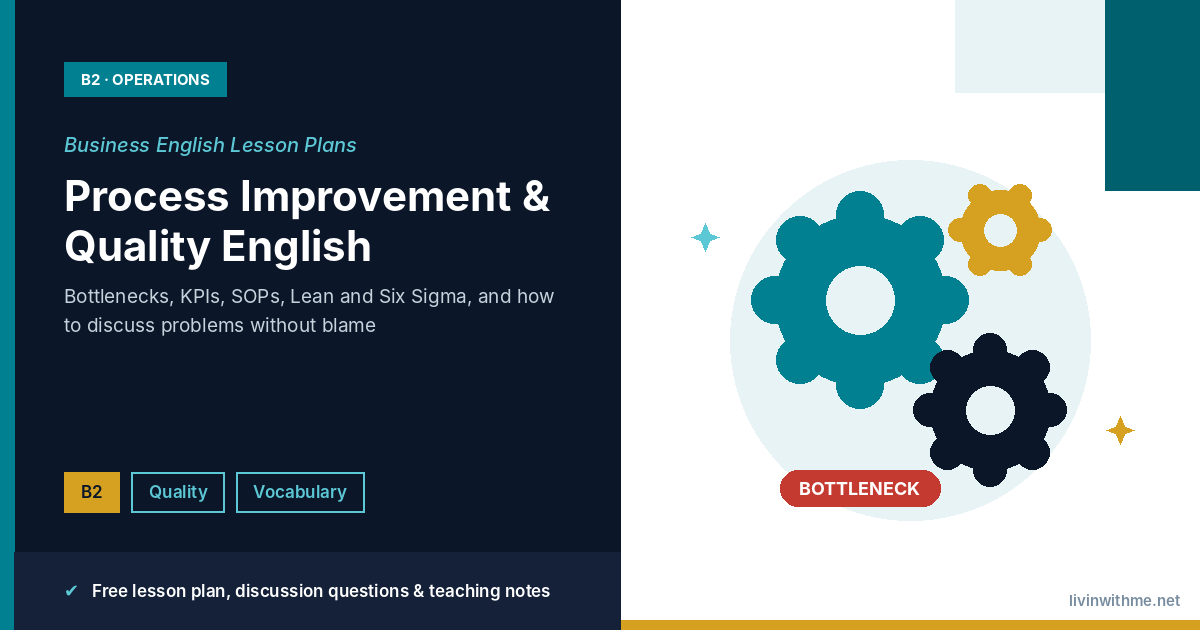 B2 · OPERATIONS
Business English Lesson Plans
Process Improvement &
Quality English
Bottlenecks, KPIs, SOPs, Lean and Six Sigma, and how
to discuss problems without blame
B2
Quality
Vocabulary
✔ Free lesson plan, discussion questions & teaching notes
BOTTLENECK
livinwithme.net